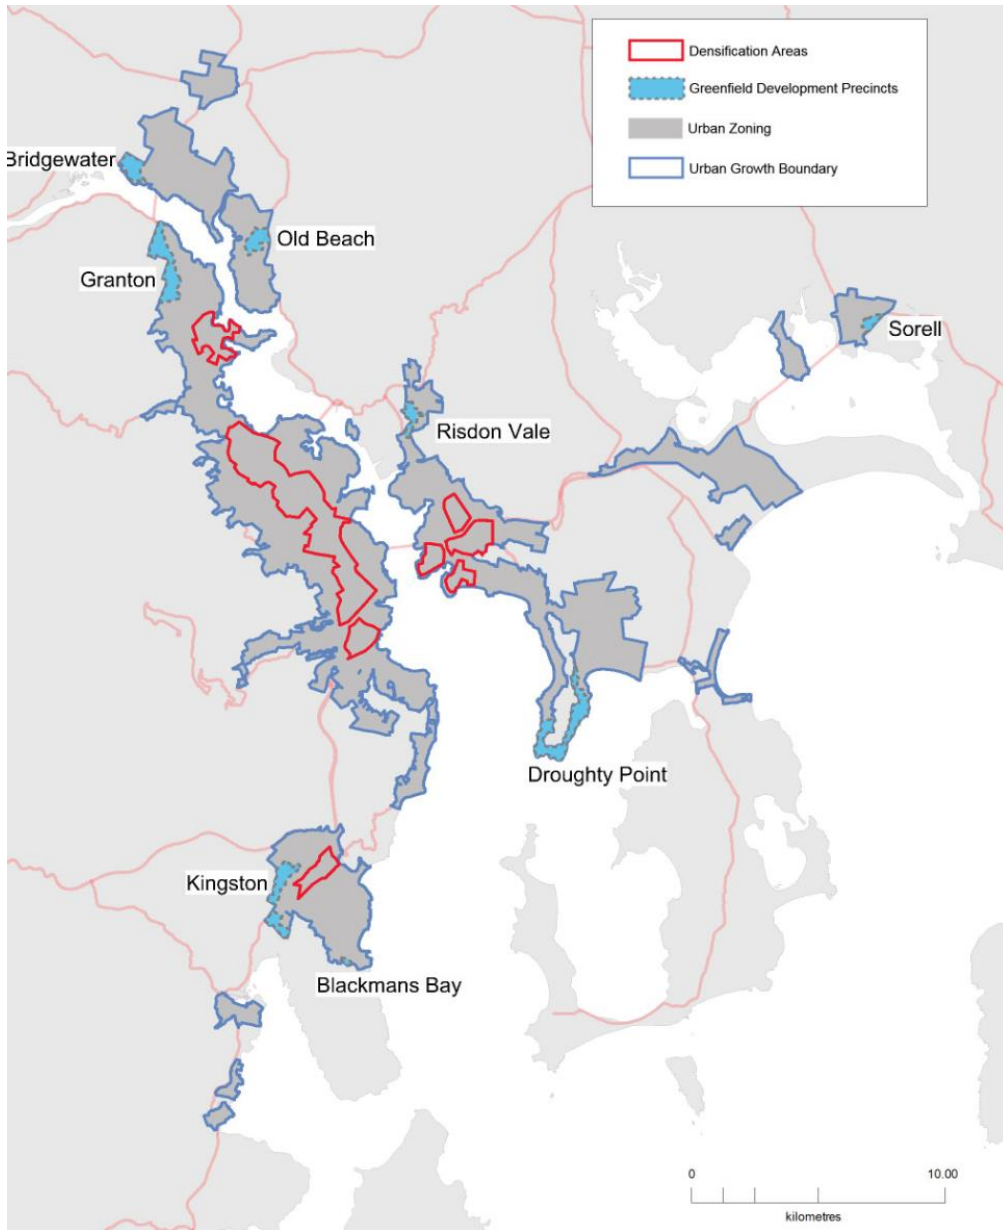 Densification Areas
Greenfield Development Precincts
Urban Zoning
Urban Growth Boundary
Bridgewater
Old Beach
Granton
Sorell
Risdon Vale
Droughty Point
Kingston
Blackmans Bay
0 10.00
kilometres